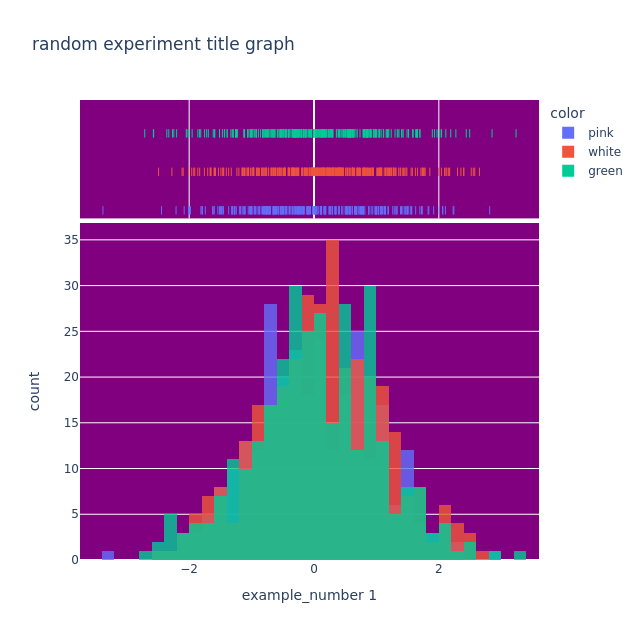 random experiment title graph
color
pink
white
green
35
30
25
20
15
10
5
0
count
−2
0
2
example_number 1